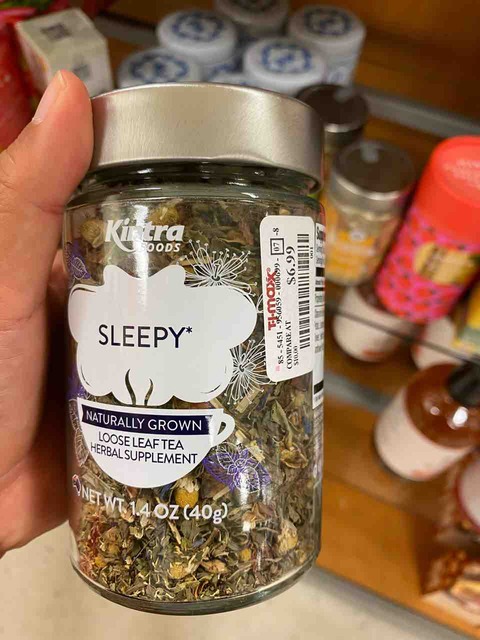 Kintra
FOODS
SLEEPY*
NATURALLY GROWN
LOOSE LEAF TEA
HERBAL SUPPLEMENT
NET WT. 1.4 OZ (40g)
T·J·maxx
COMPARE AT
$6.99